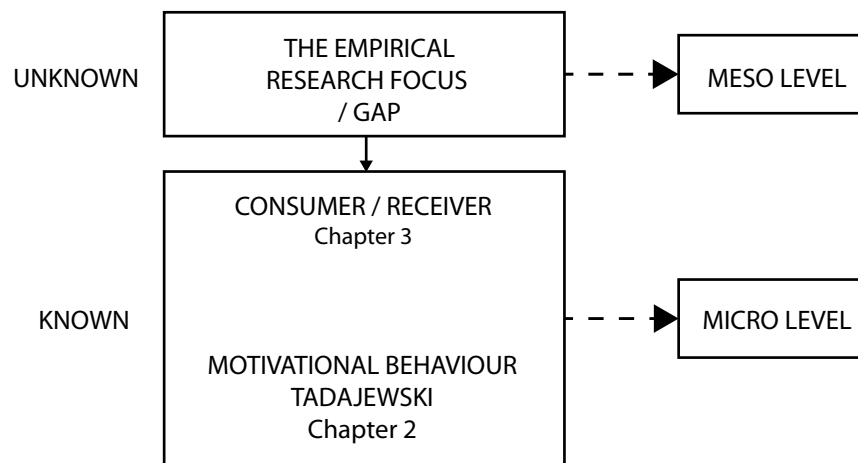 UNKNOWN
THE EMPIRICAL
RESEARCH FOCUS
/ GAP
MESO LEVEL
CONSUMER / RECEIVER
Chapter 3
KNOWN
MICRO LEVEL
MOTIVATIONAL BEHAVIOUR
TADAJEWSKI
Chapter 2